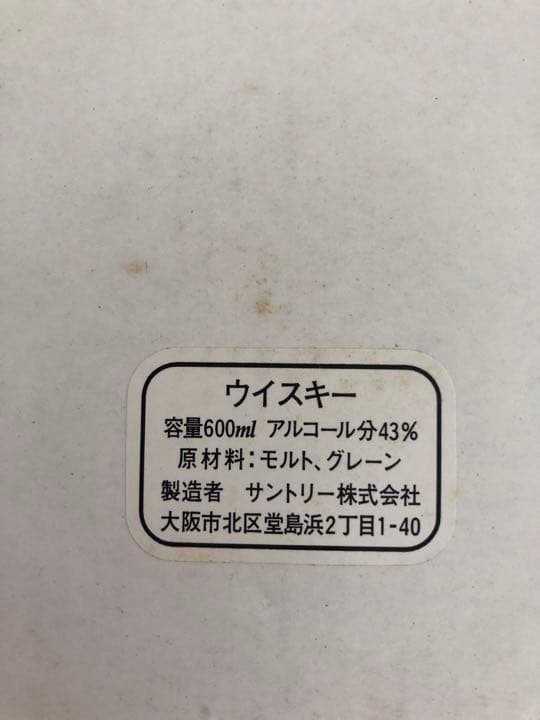 ウイスキー
容量600ml アルコール分43%
原材料：モルト、グレーン
製造者 サントリー株式会社
大阪市北区堂島浜2丁目1-40